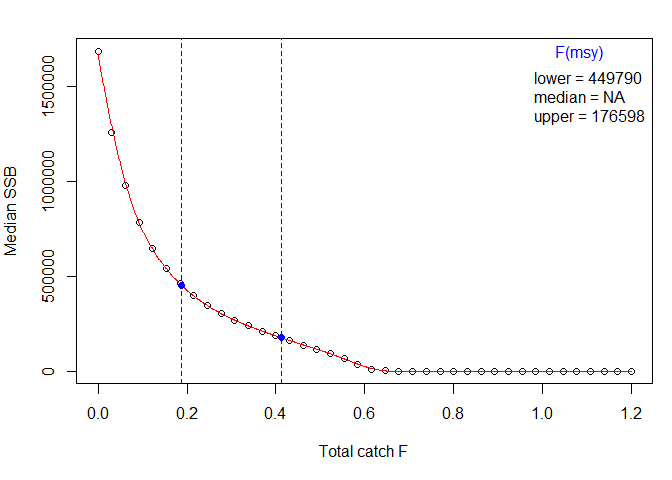 F(msy)
lower = 449790
median = NA
upper = 176598
Median SSB
1500000
1000000
500000
0
0.0 0.2 0.4 0.6 0.8 1.0 1.2
Total catch F